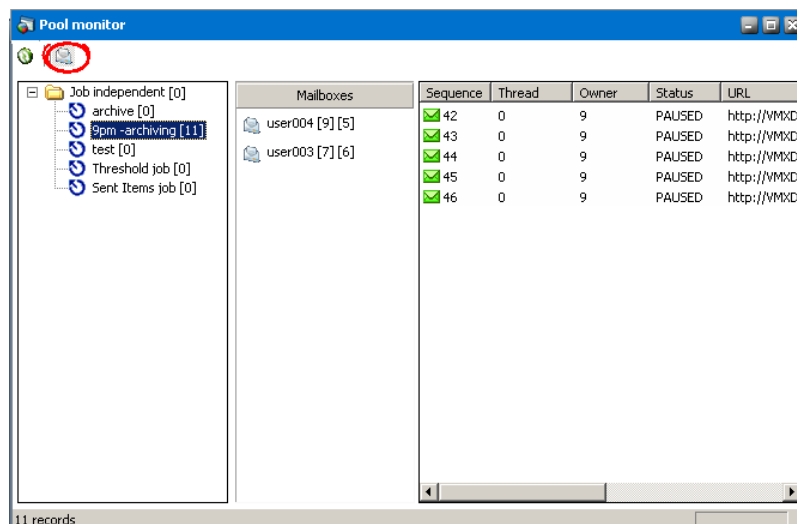 Pool monitor
Job independent [0]
archive [0]
9pm -archiving [11]
test [0]
Threshold job [0]
Sent Items job [0]
Mailboxes
user004 [9] [5]
user003 [7] [6]
Sequence Thread Owner Status URL
42 0 9 PAUSED http://VMXD
43 0 9 PAUSED http://VMXD
44 0 9 PAUSED http://VMXD
45 0 9 PAUSED http://VMXD
46 0 9 PAUSED http://VMXD
11 records